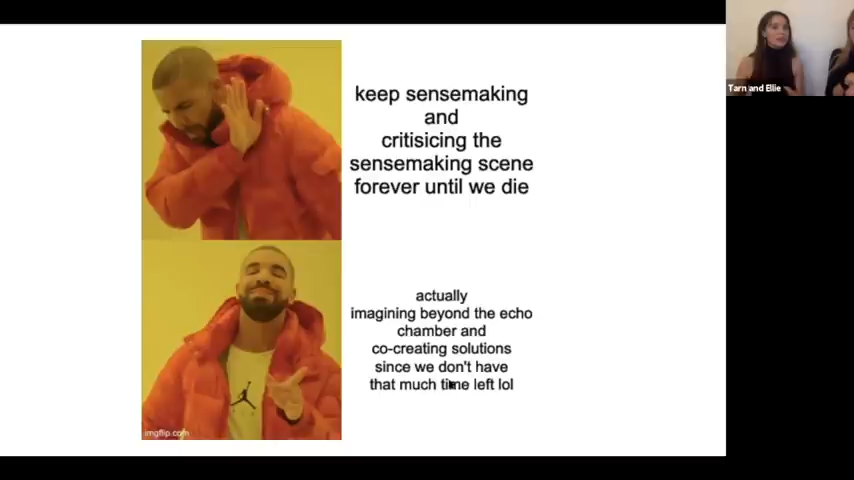 keep sensemaking
and
critisicing the
sensemaking scene
forever until we die
actually
imagining beyond the echo
chamber and
co-creating solutions
since we don't have
that much time left lol
imgflip.com
Tarn and Ellie